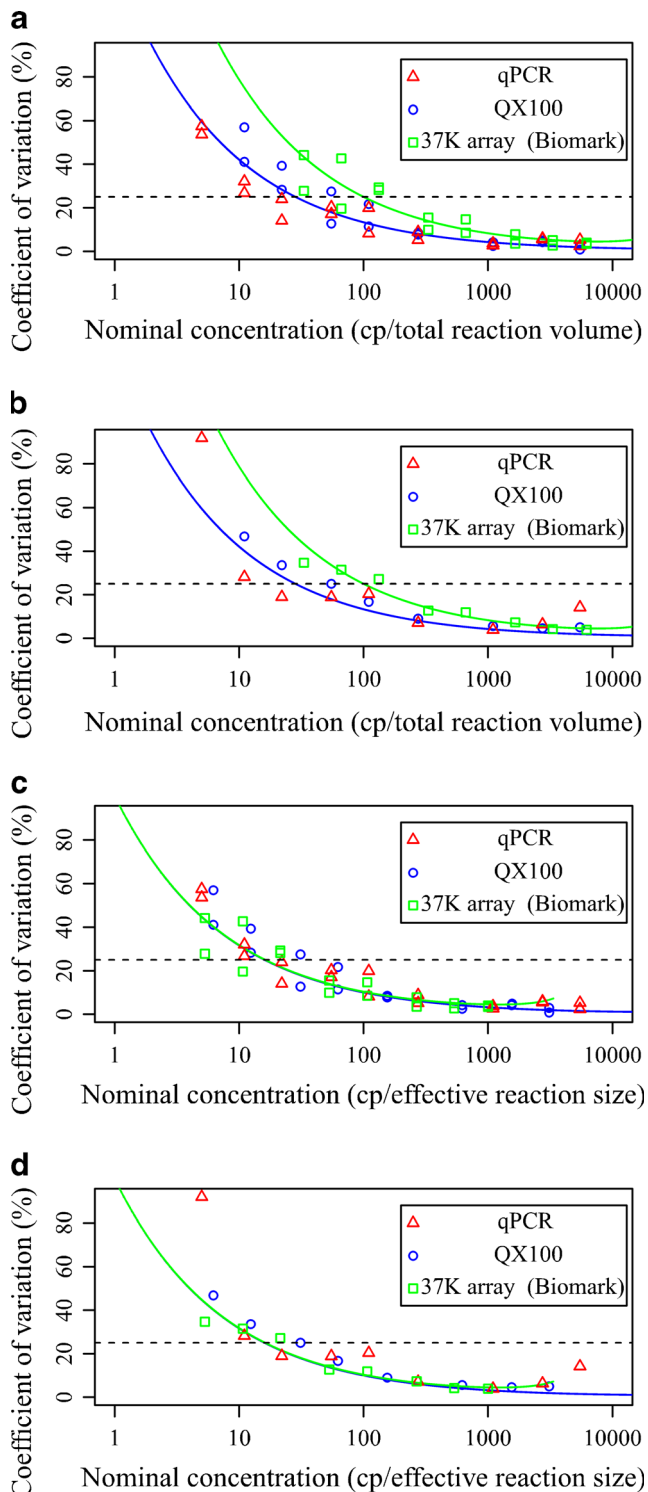 a
Coefficient of variation (%)
80
60
40
20
0
qPCR
QX100
37K array (Biomark)
1 10 100 1000 10000
Nominal concentration (cp/total reaction volume)
b
Coefficient of variation (%)
80
60
40
20
0
qPCR
QX100
37K array (Biomark)
1 10 100 1000 10000
Nominal concentration (cp/total reaction volume)
c
Coefficient of variation (%)
80
60
40
20
0
qPCR
QX100
37K array (Biomark)
1 10 100 1000 10000
Nominal concentration (cp/effective reaction size)
d
Coefficient of variation (%)
80
60
40
20
0
qPCR
QX100
37K array (Biomark)
1 10 100 1000 10000
Nominal concentration (cp/effective reaction size)